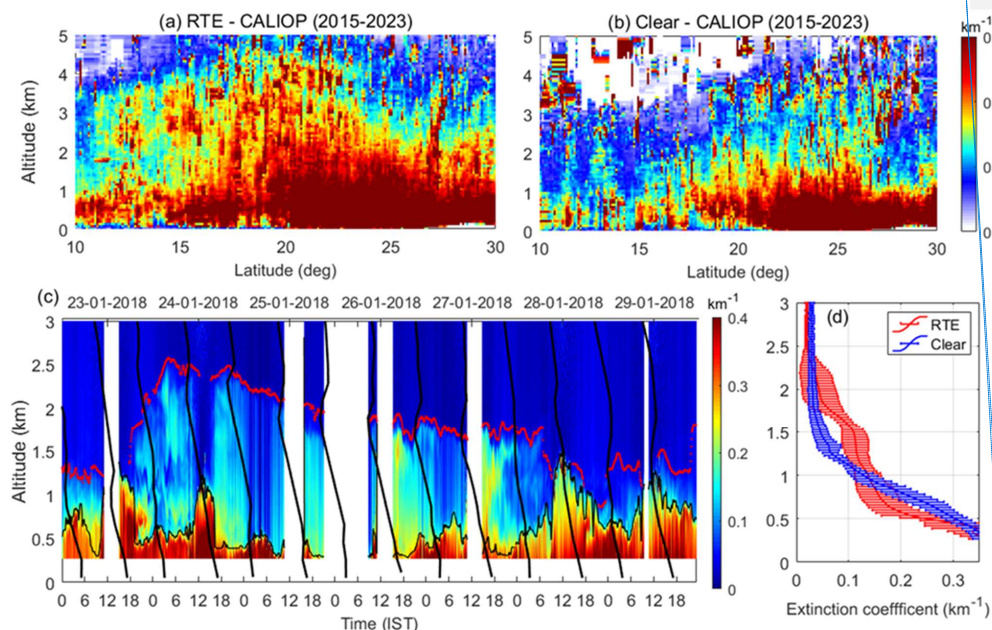 (a) RTE - CALIOP (2015-2023)
(b) Clear - CALIOP (2015-2023)
km-1
5
4
3
2
1
0
Altitude (km)
10 15 20 25 30
Latitude (deg)
5
4
3
2
1
0
10 15 20 25 30
Latitude (deg)
0
0
0
0
(c)
23-01-2018 24-01-2018 25-01-2018 26-01-2018 27-01-2018 28-01-2018 29-01-2018
km-1
3
2.5
2
1.5
1
0.5
0
Altitude (km)
0 6 12 18 0 6 12 18 0 6 12 18 0 6 12 18 0 6 12 18 0 6 12 18 0 6 12 18
Time (IST)
0.4
0.3
0.2
0.1
0
(d)
RTE
Clear
3
2.5
2
1.5
1
0.5
0
0 0.1 0.2 0.3
Extinction coeffficent (km-1)